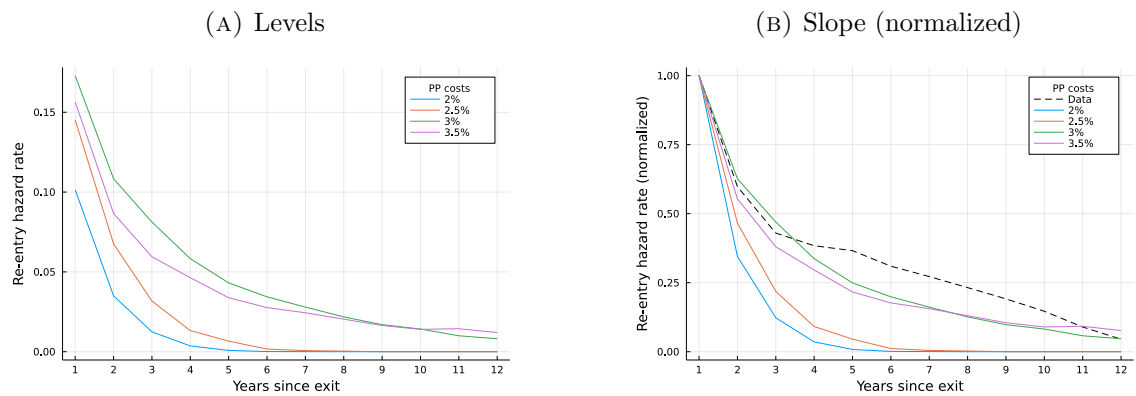 (A) Levels
Re-entry hazard rate
0.15
0.10
0.05
0.00
PP costs
2%
2.5%
3%
3.5%
1 2 3 4 5 6 7 8 9 10 11 12
Years since exit
(B) Slope (normalized)
Re-entry hazard rate (normalized)
1.00
0.75
0.50
0.25
0.00
PP costs
Data
2%
2.5%
3%
3.5%
1 2 3 4 5 6 7 8 9 10 11 12
Years since exit